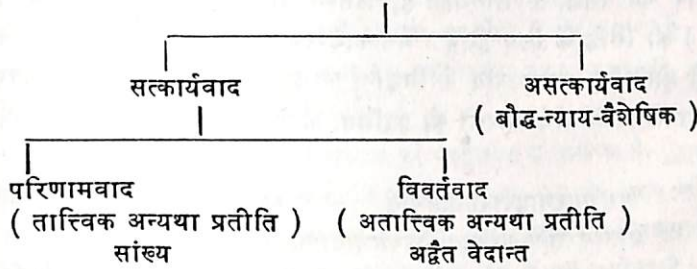 सत्कार्यवाद असत्कार्यवाद
( बौद्ध-न्याय-वैशेषिक )
परिणामवाद विवर्तवाद
( तात्त्विक अन्यथा प्रतीति ) ( अतात्त्विक अन्यथा प्रतीति )
सांख्य अद्वैत वेदान्त